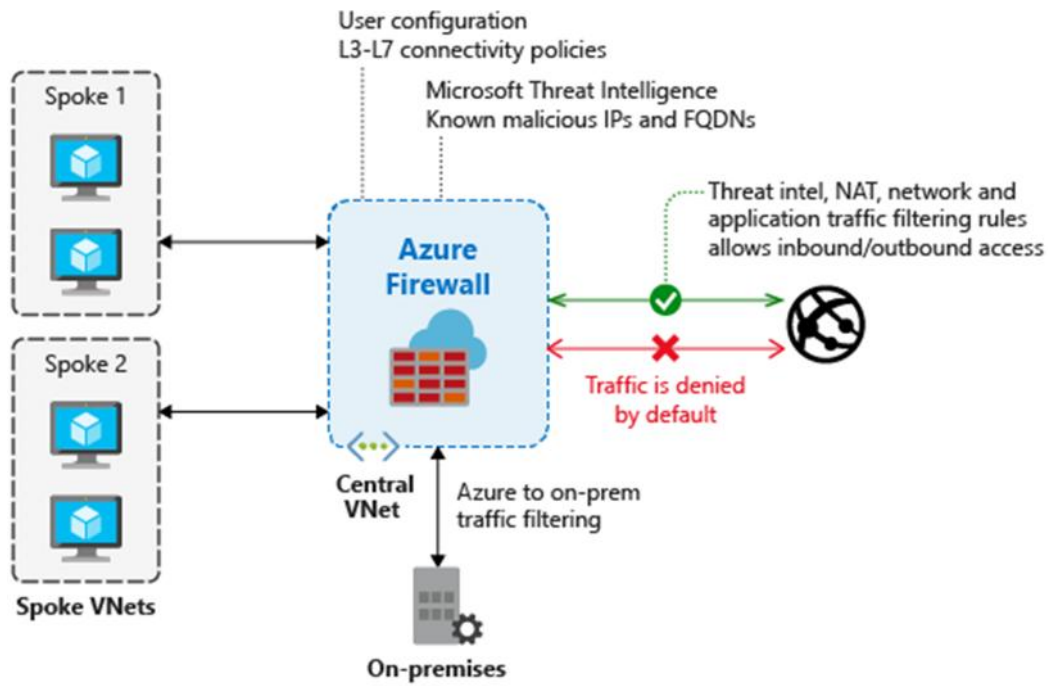 User configuration
L3-L7 connectivity policies
Microsoft Threat Intelligence
Known malicious IPs and FQDNs
Spoke 1
Threat intel, NAT, network and
application traffic filtering rules
allows inbound/outbound access
Azure
Firewall
Spoke 2
Traffic is denied
by default
Central
VNet
Azure to on-prem
traffic filtering
Spoke VNets
On-premises